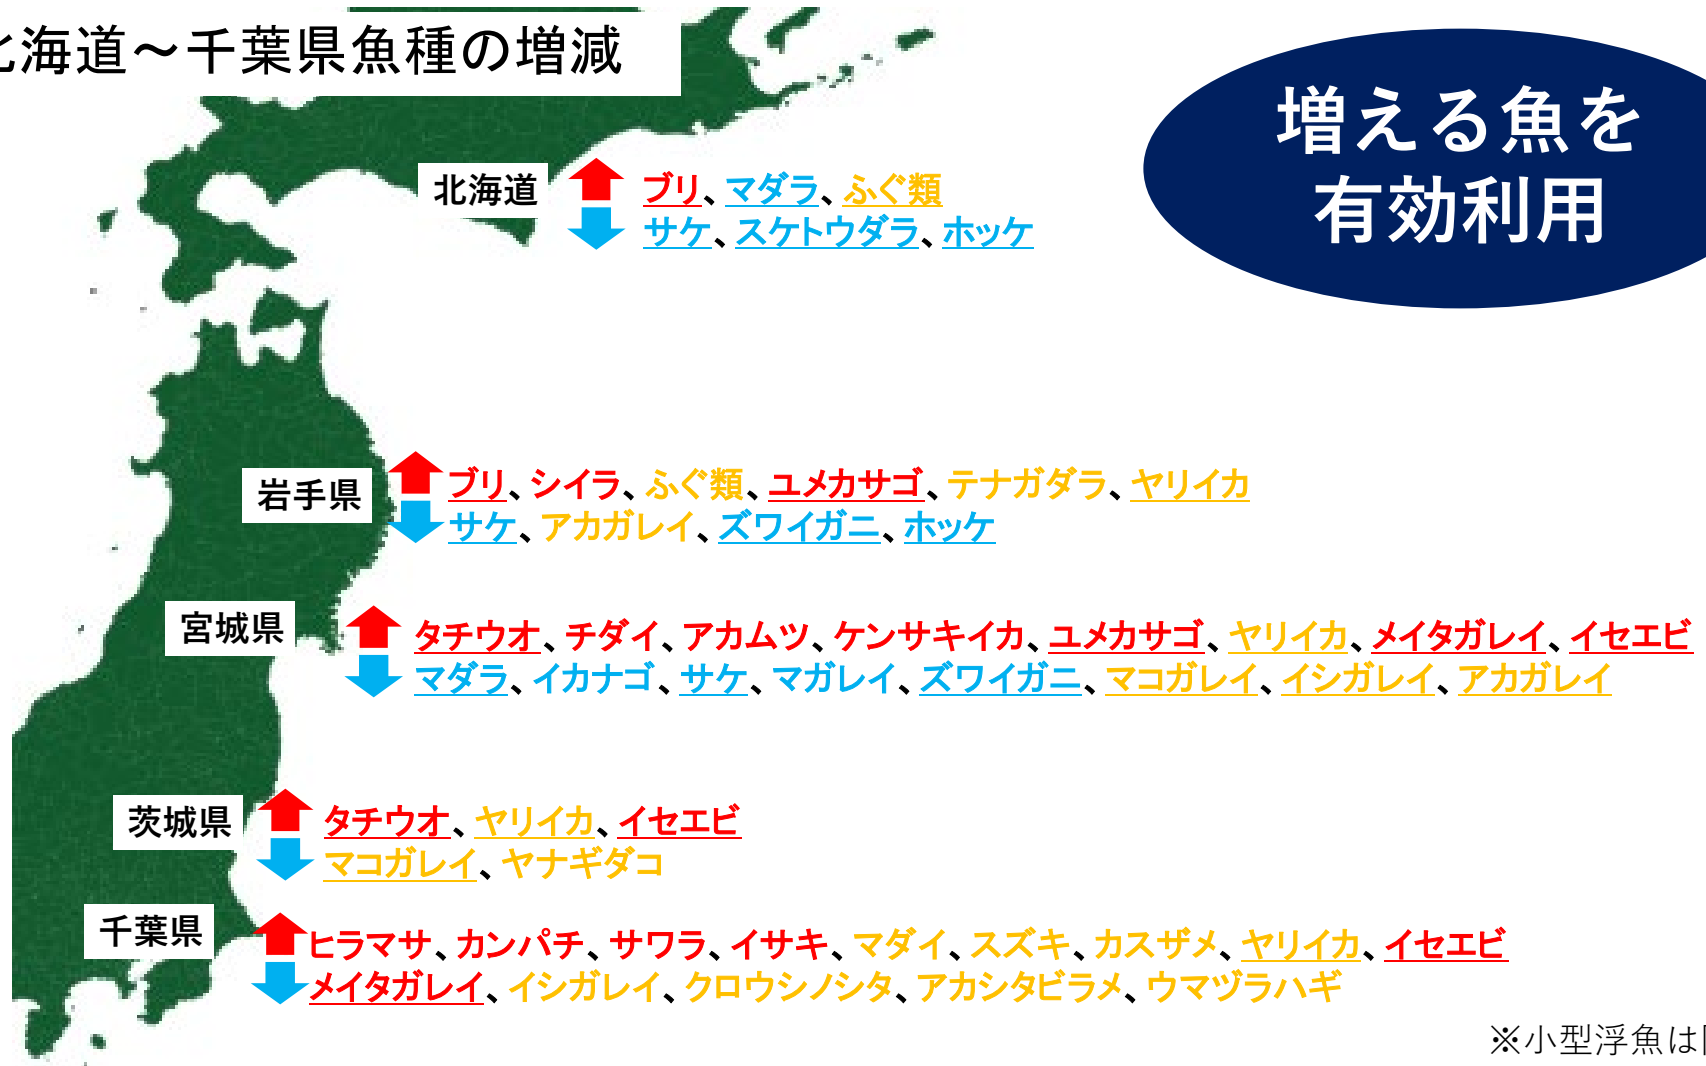 北海道～千葉県魚種の増減
増える魚を
有効利用
北海道
ブリ、マダラ、ふぐ類
サケ、スケトウダラ、ホッケ
岩手県
ブリ、シイラ、ふぐ類、ユメカサゴ、テナガダラ、ヤリイカ
サケ、アカガレイ、ズワイガニ、ホッケ
宮城県
タチウオ、チダイ、アカムツ、ケンサキイカ、ユメカサゴ、ヤリイカ、メイタガレイ、イセエビ
マダラ、イカナゴ、サケ、マガレイ、ズワイガニ、マコガレイ、イシガレイ、アカガレイ
茨城県
タチウオ、ヤリイカ、イセエビ
マコガレイ、ヤナギダコ
千葉県
ヒラマサ、カンパチ、サワラ、イサキ、マダイ、スズキ、カスザメ、ヤリイカ、イセエビ
メイタガレイ、イシガレイ、クロウシノシタ、アカシタビラメ、ウマヅラハギ
※小型浮魚は